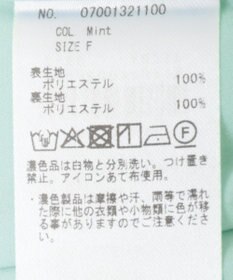 NO. 07001321100
COL Mint
SIZE F
表生地
ポリエステル 100%
裏生地
ポリエステル 100%
濃色品は白物と分別洗い。つけ置き
禁止。アイロンあて布使用。
・濃色製品は摩擦や汗、雨等で濡れ
た際に他の衣類や小物類に色が移
る事がありますのでご注意くださ
い。